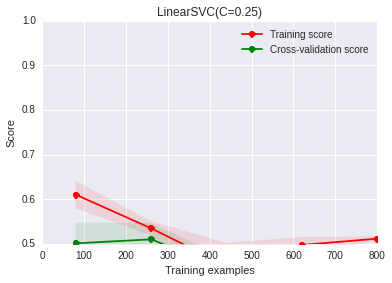 LinearSVC(C=0.25)
1.0
0.9
0.8
0.7
0.6
0.5
Score
Training score
Cross-validation score
0 100 200 300 400 500 600 700 800
Training examples